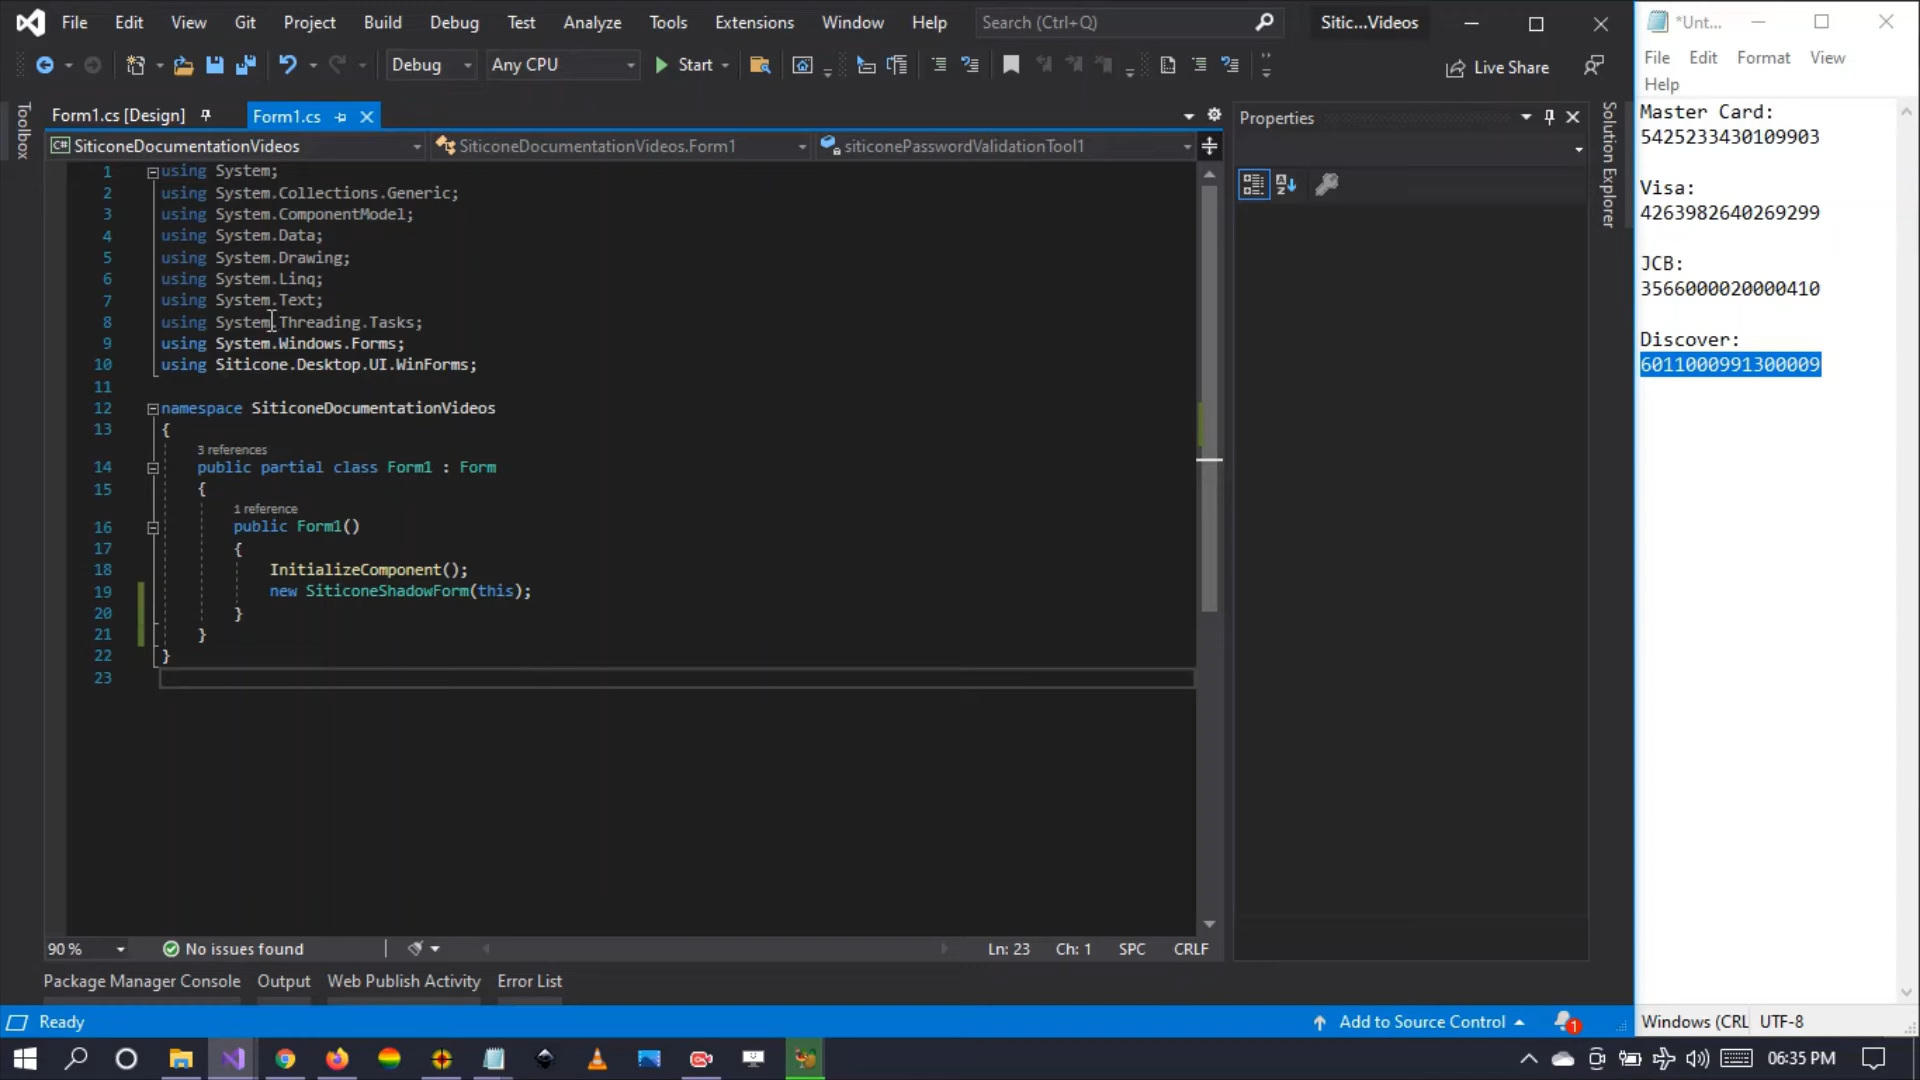 File Edit View Git Project Build Debug Test Analyze Tools Extensions Window Help Search (Ctrl+Q) Sitic...Videos
Debug Any CPU Start Live Share
Toolbox
Form1.cs [Design] Form1.cs
SiticoneDocumentationVideos SiticoneDocumentationVideos.Form1 siticonePasswordValidationTool1
1 using System;
2 using System.Collections.Generic;
3 using System.ComponentModel;
4 using System.Data;
5 using System.Drawing;
6 using System.Linq;
7 using System.Text;
8 using System.Threading.Tasks;
9 using System.Windows.Forms;
10 using Siticone.Desktop.UI.WinForms;
11
12 namespace SiticoneDocumentationVideos
13 {
3 references
14 public partial class Form1 : Form
15 {
1 reference
16 public Form1()
17 {
18 InitializeComponent();
19 new SiticoneShadowForm(this);
20 }
21 }
22 }
23
90 % No issues found Ln: 23 Ch: 1 SPC CRLF
Package Manager Console Output Web Publish Activity Error List
Ready Add to Source Control 1
Properties
Solution Explorer
*Unt...
File Edit Format View
Help
Master Card:
5425233430109903
Visa:
4263982640269299
JCB:
3566000020000410
Discover:
6011000991300009
Windows (CRL UTF-8
06:35 PM